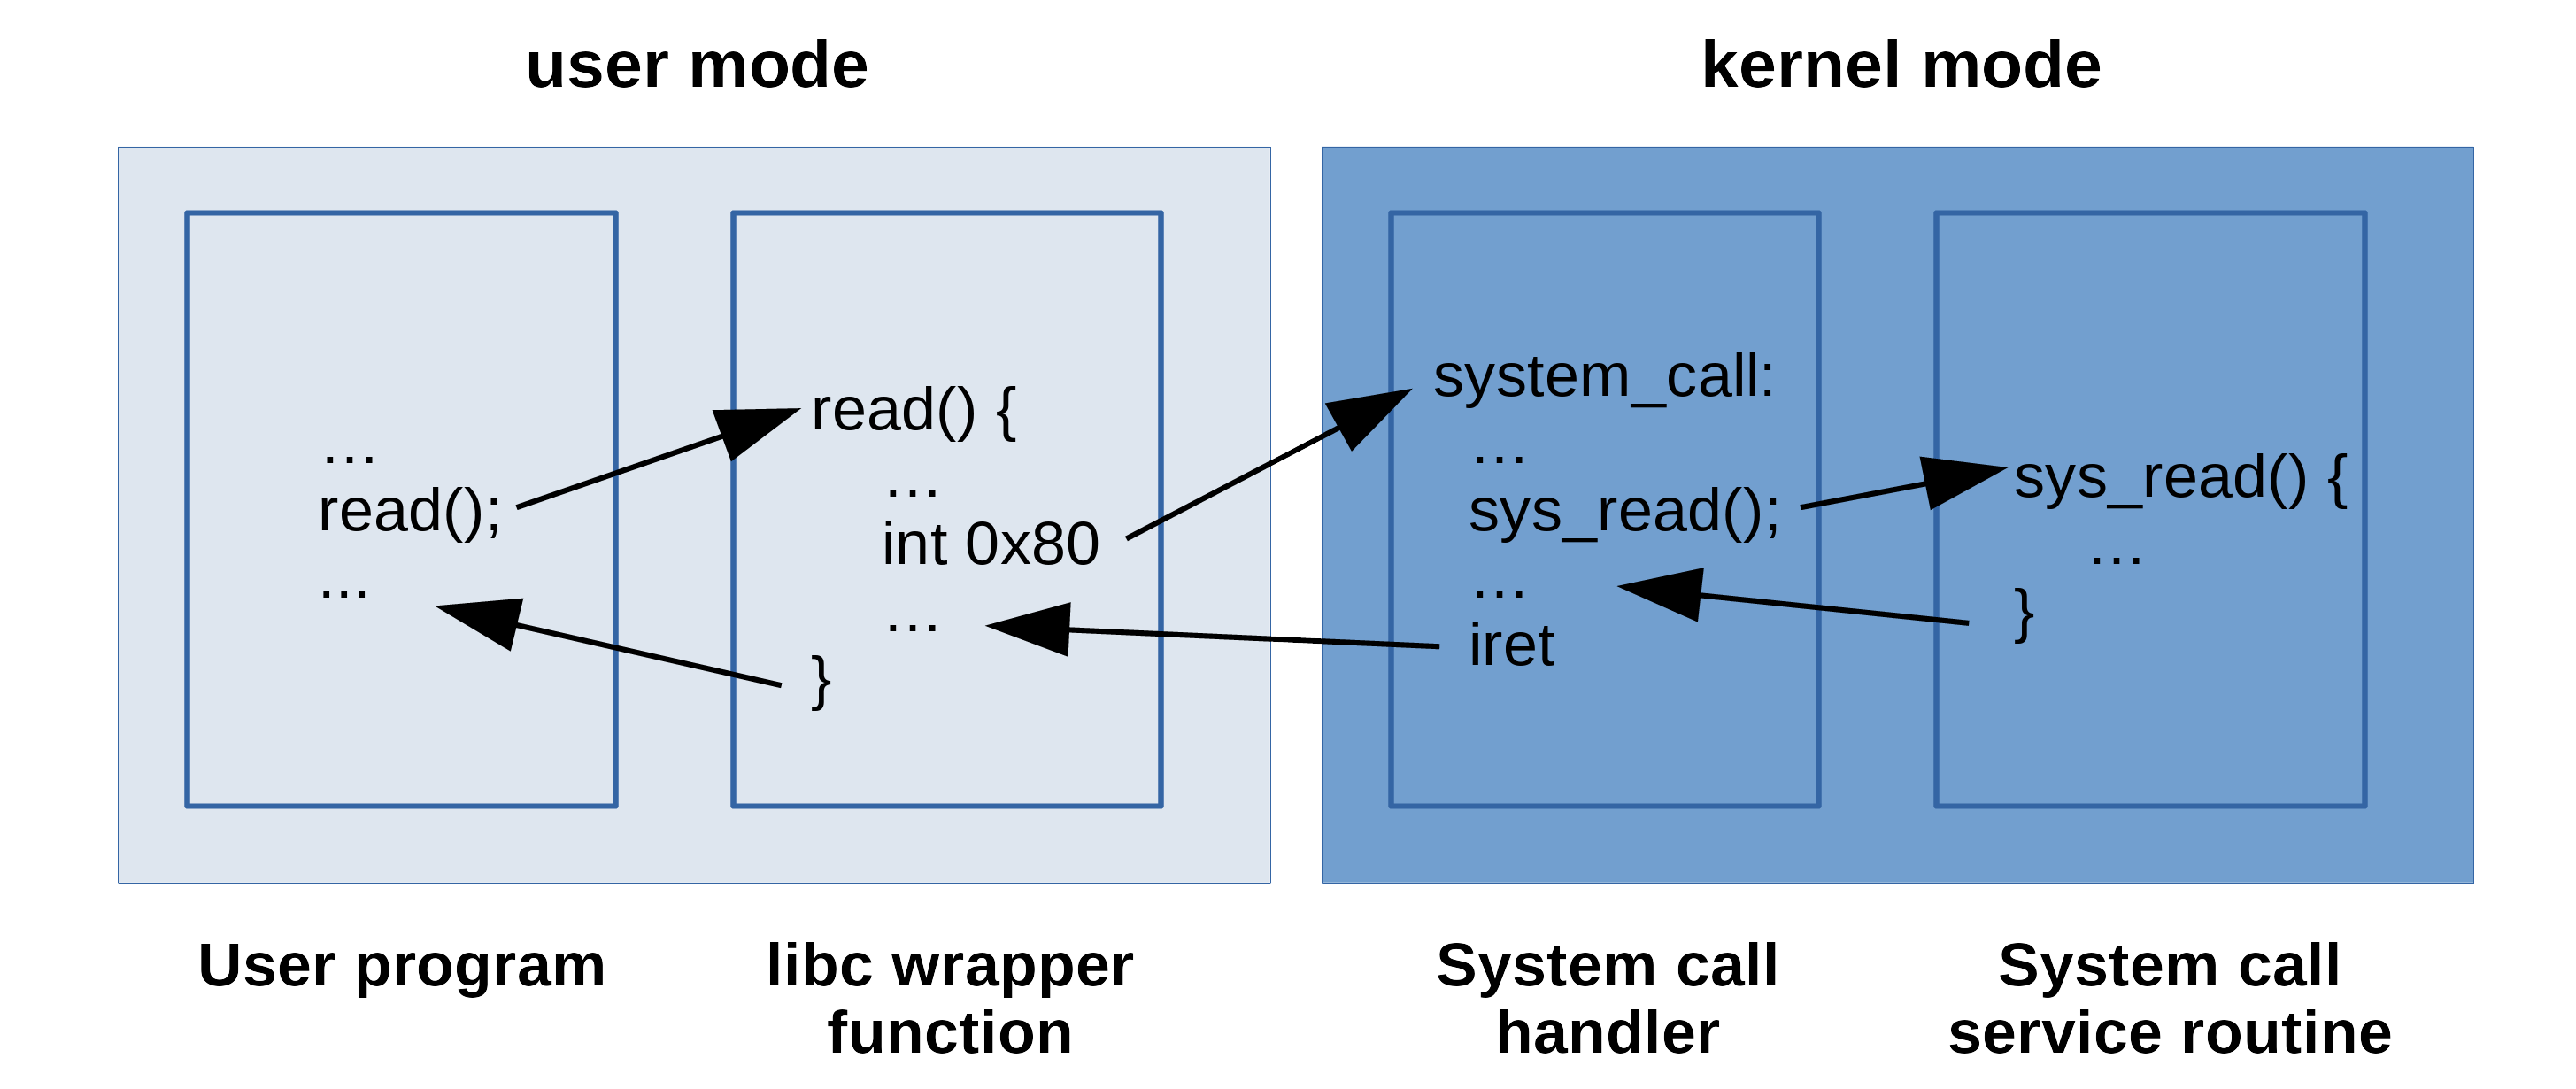 user mode
kernel mode
...
read();
...
read() {
...
int 0x80
...
}
system_call:
...
sys_read();
...
iret
sys_read() {
...
}
User program
libc wrapper
function
System call
handler
System call
service routine